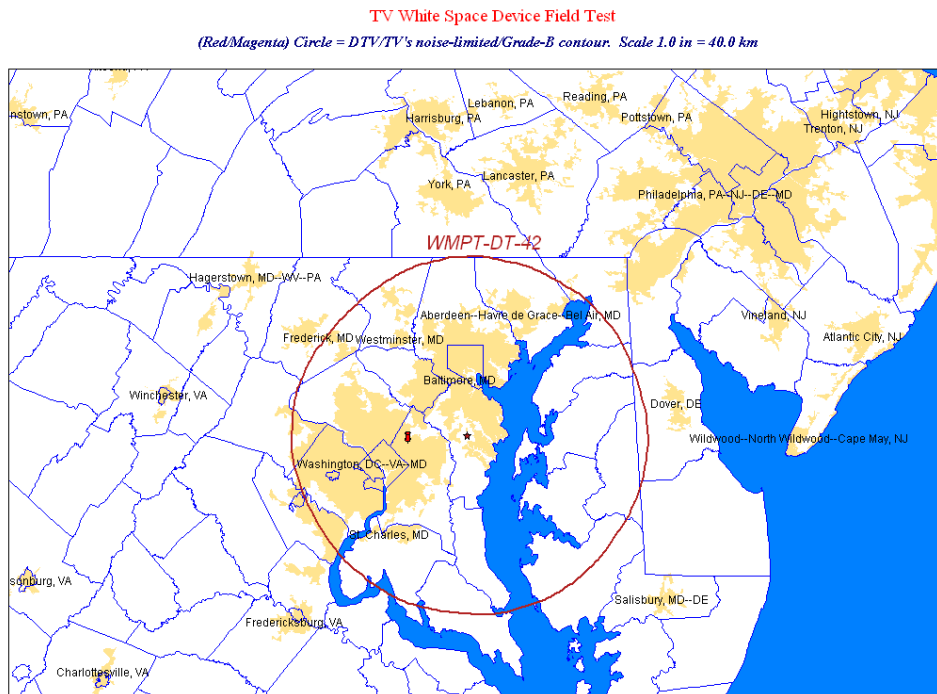 TV White Space Device Field Test
(Red/Magenta) Circle = DTV/TV's noise-limited/Grade-B contour. Scale 1.0 in = 40.0 km
Reading, PA
Lebanon, PA
nstown, PA
Harrisburg, PA
Pottstown, PA
Hightstown, NJ
Trenton, NJ
Lancaster, PA
York, PA
Philadelphia, PA--NJ--DE--MD
WMPT-DT-42
Hagerstown, MD--WV--PA
Aberdeen--Havre de Grace--Bel Air, MD
Vineland, NJ
Frederick, MD
Westminster, MD
Atlantic City, NJ
Baltimore, MD
Winchester, VA
Dover, DE
Wildwood--North Wildwood--Cape May, NJ
Washington, DC--VA--MD
St. Charles, MD
sonburg, VA
Salisbury, MD--DE
Fredericksburg, VA
Charlottesville, VA